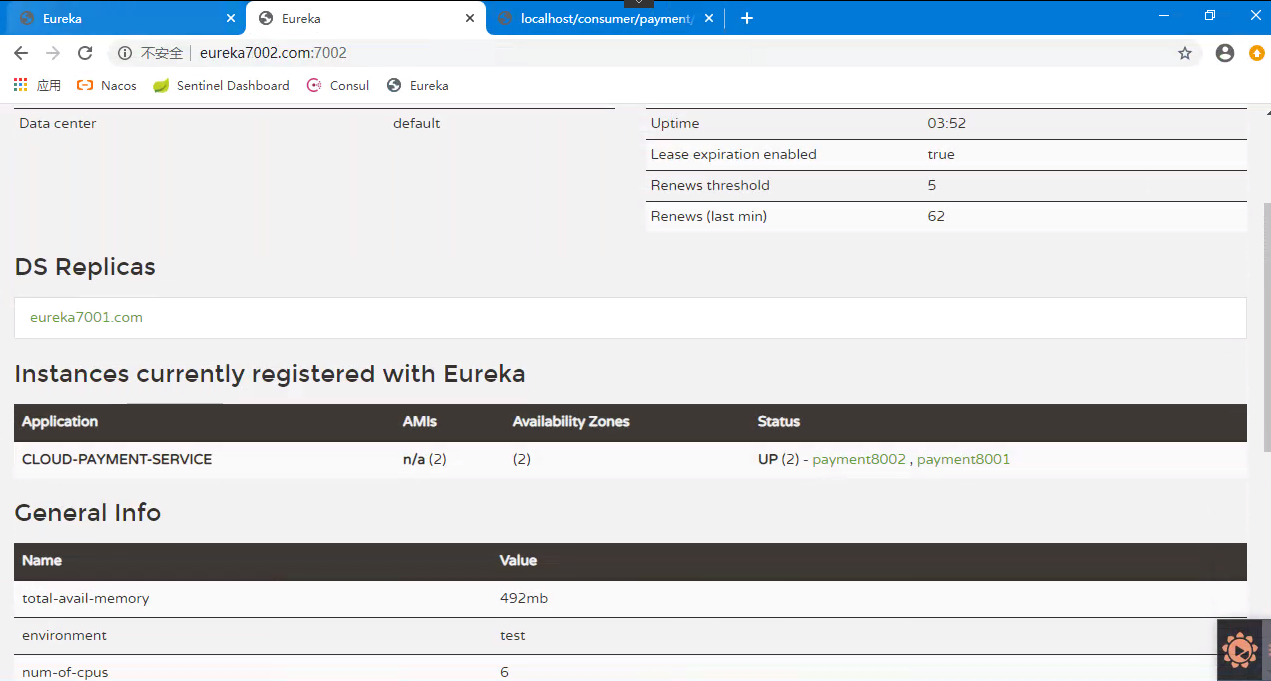 Eureka
Eureka
localhost/consumer/payment/
不安全 eureka7002.com:7002
应用 Nacos Sentinel Dashboard Consul Eureka
Data center default
Uptime 03:52
Lease expiration enabled true
Renews threshold 5
Renews (last min) 62
DS Replicas
eureka7001.com
Instances currently registered with Eureka
Application AMIs Availability Zones Status
CLOUD-PAYMENT-SERVICE n/a (2) (2) UP (2) - payment8002 , payment8001
General Info
Name Value
total-avail-memory 492mb
environment test
num-of-cpus 6